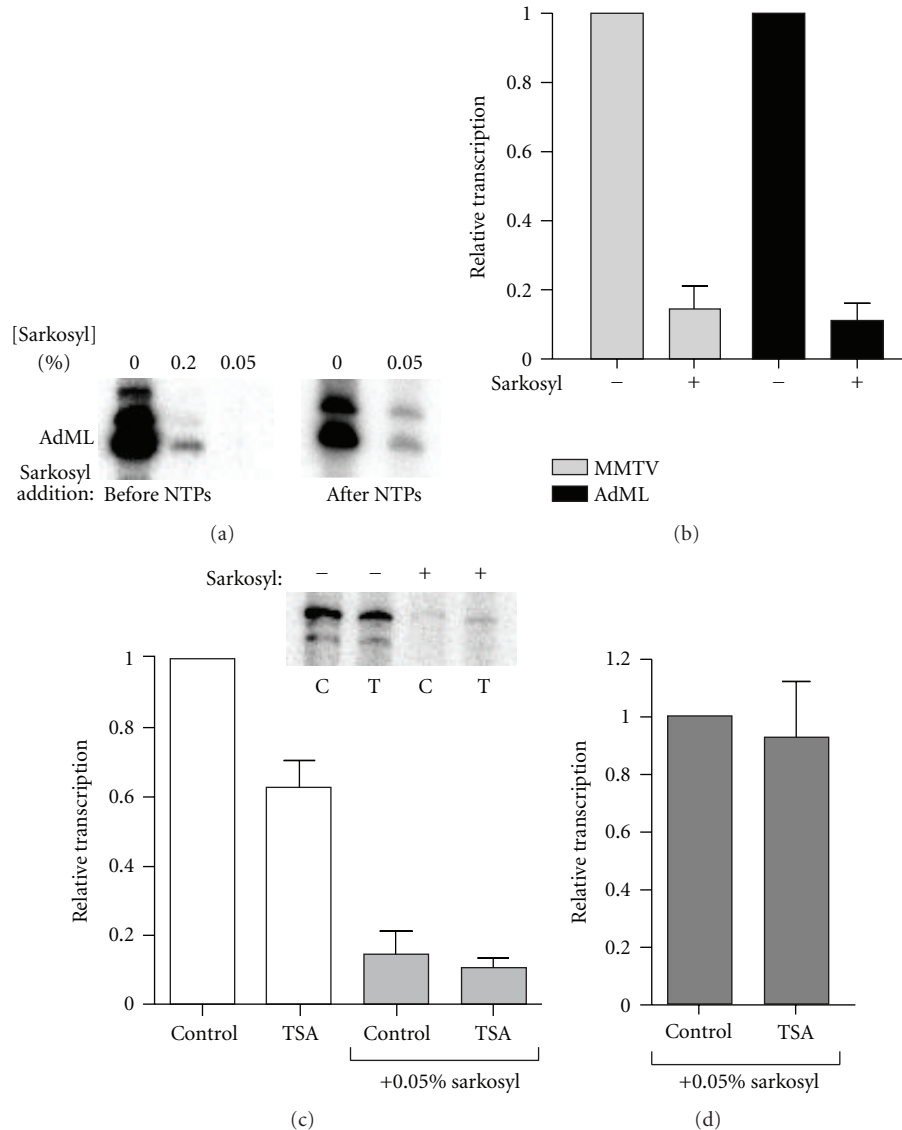 [Sarkosyl]
(%) 0 0.2 0.05 0 0.05
AdML
Sarkosyl
addition: Before NTPs After NTPs
(a)
1
0.8
0.6
0.4
0.2
0
Relative transcription
Sarkosyl − + − +
MMTV
AdML
(b)
Sarkosyl: − − + +
C T C T
1
0.8
0.6
0.4
0.2
0
Relative transcription
Control TSA Control TSA
+0.05% sarkosyl
(c)
1.2
1
0.8
0.6
0.4
0.2
0
Relative transcription
Control TSA
+0.05% sarkosyl
(d)